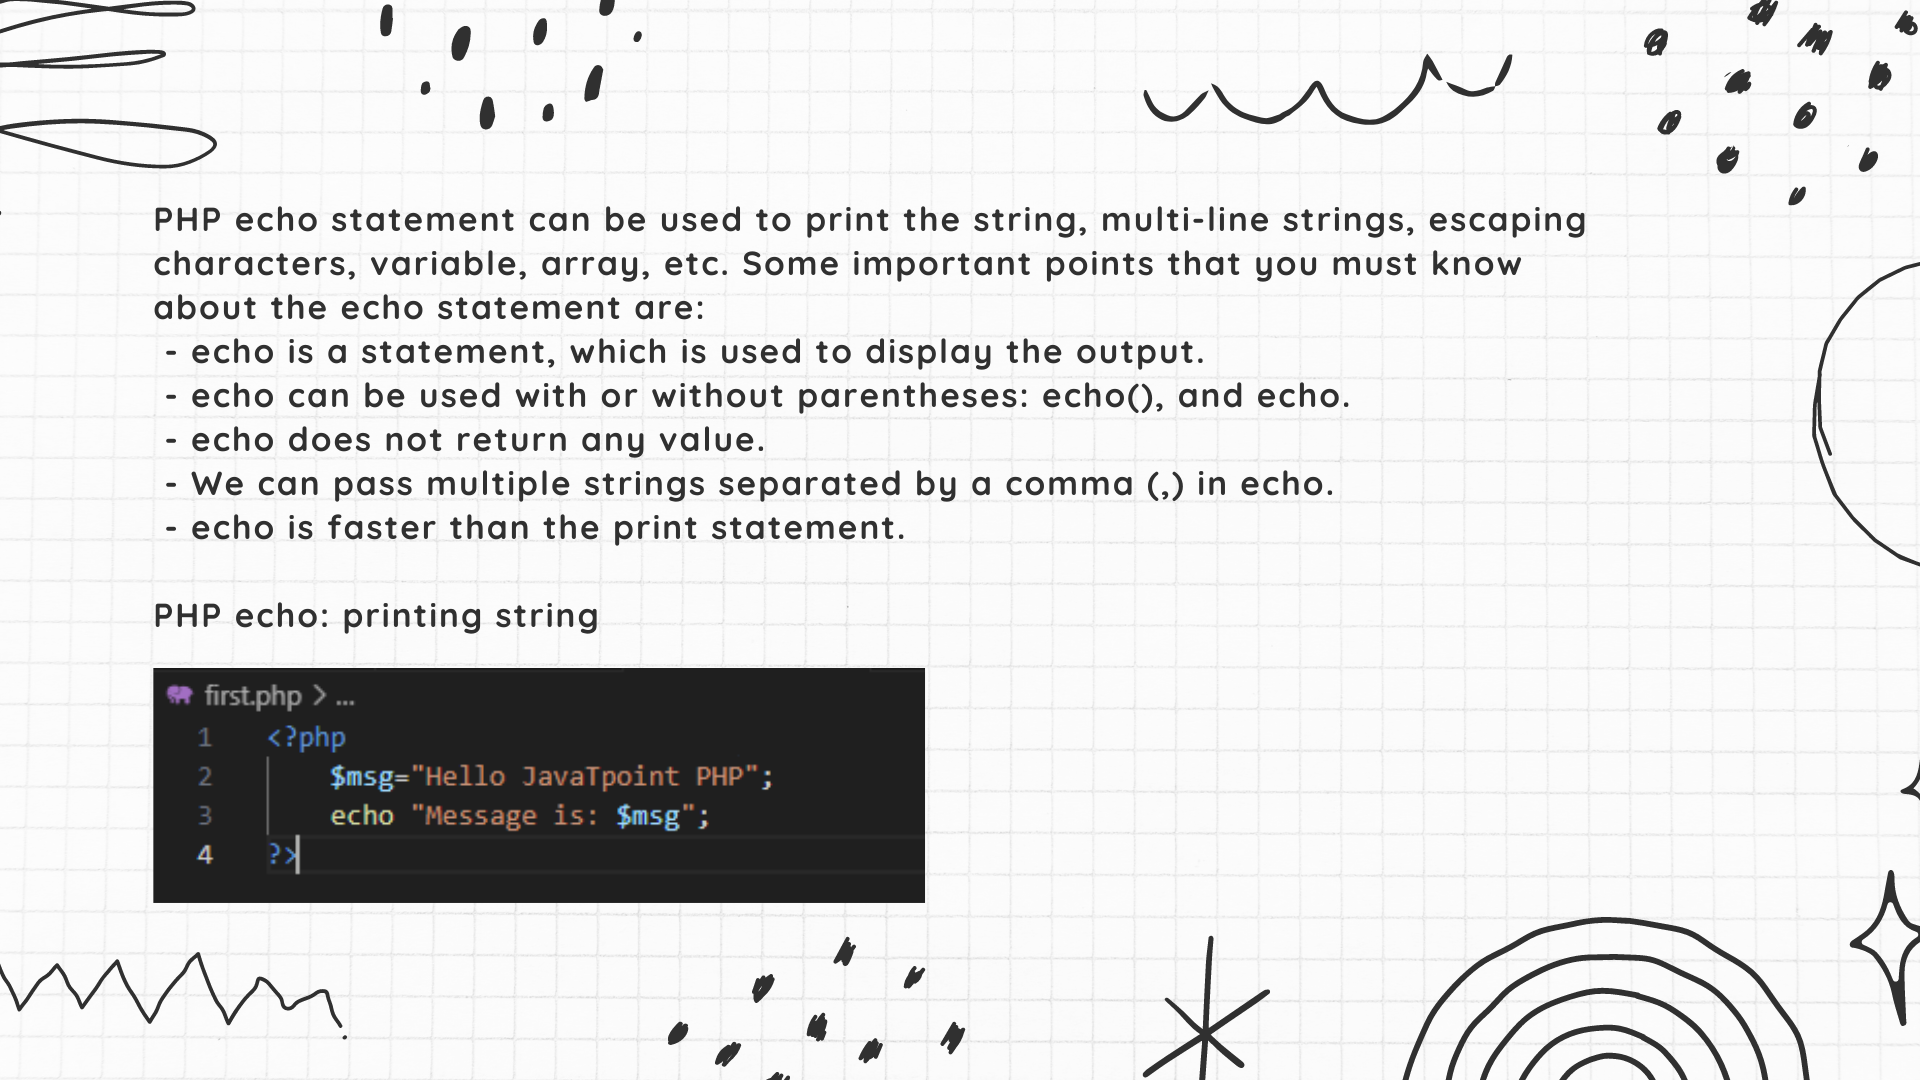 PHP echo statement can be used to print the string, multi-line strings, escaping
characters, variable, array, etc. Some important points that you must know
about the echo statement are:
- echo is a statement, which is used to display the output.
- echo can be used with or without parentheses: echo(), and echo.
- echo does not return any value.
- We can pass multiple strings separated by a comma (,) in echo.
- echo is faster than the print statement.
PHP echo: printing string
first.php > ...
1 <?php
2 $msg="Hello JavaTpoint PHP";
3 echo "Message is: $msg";
4 ?>